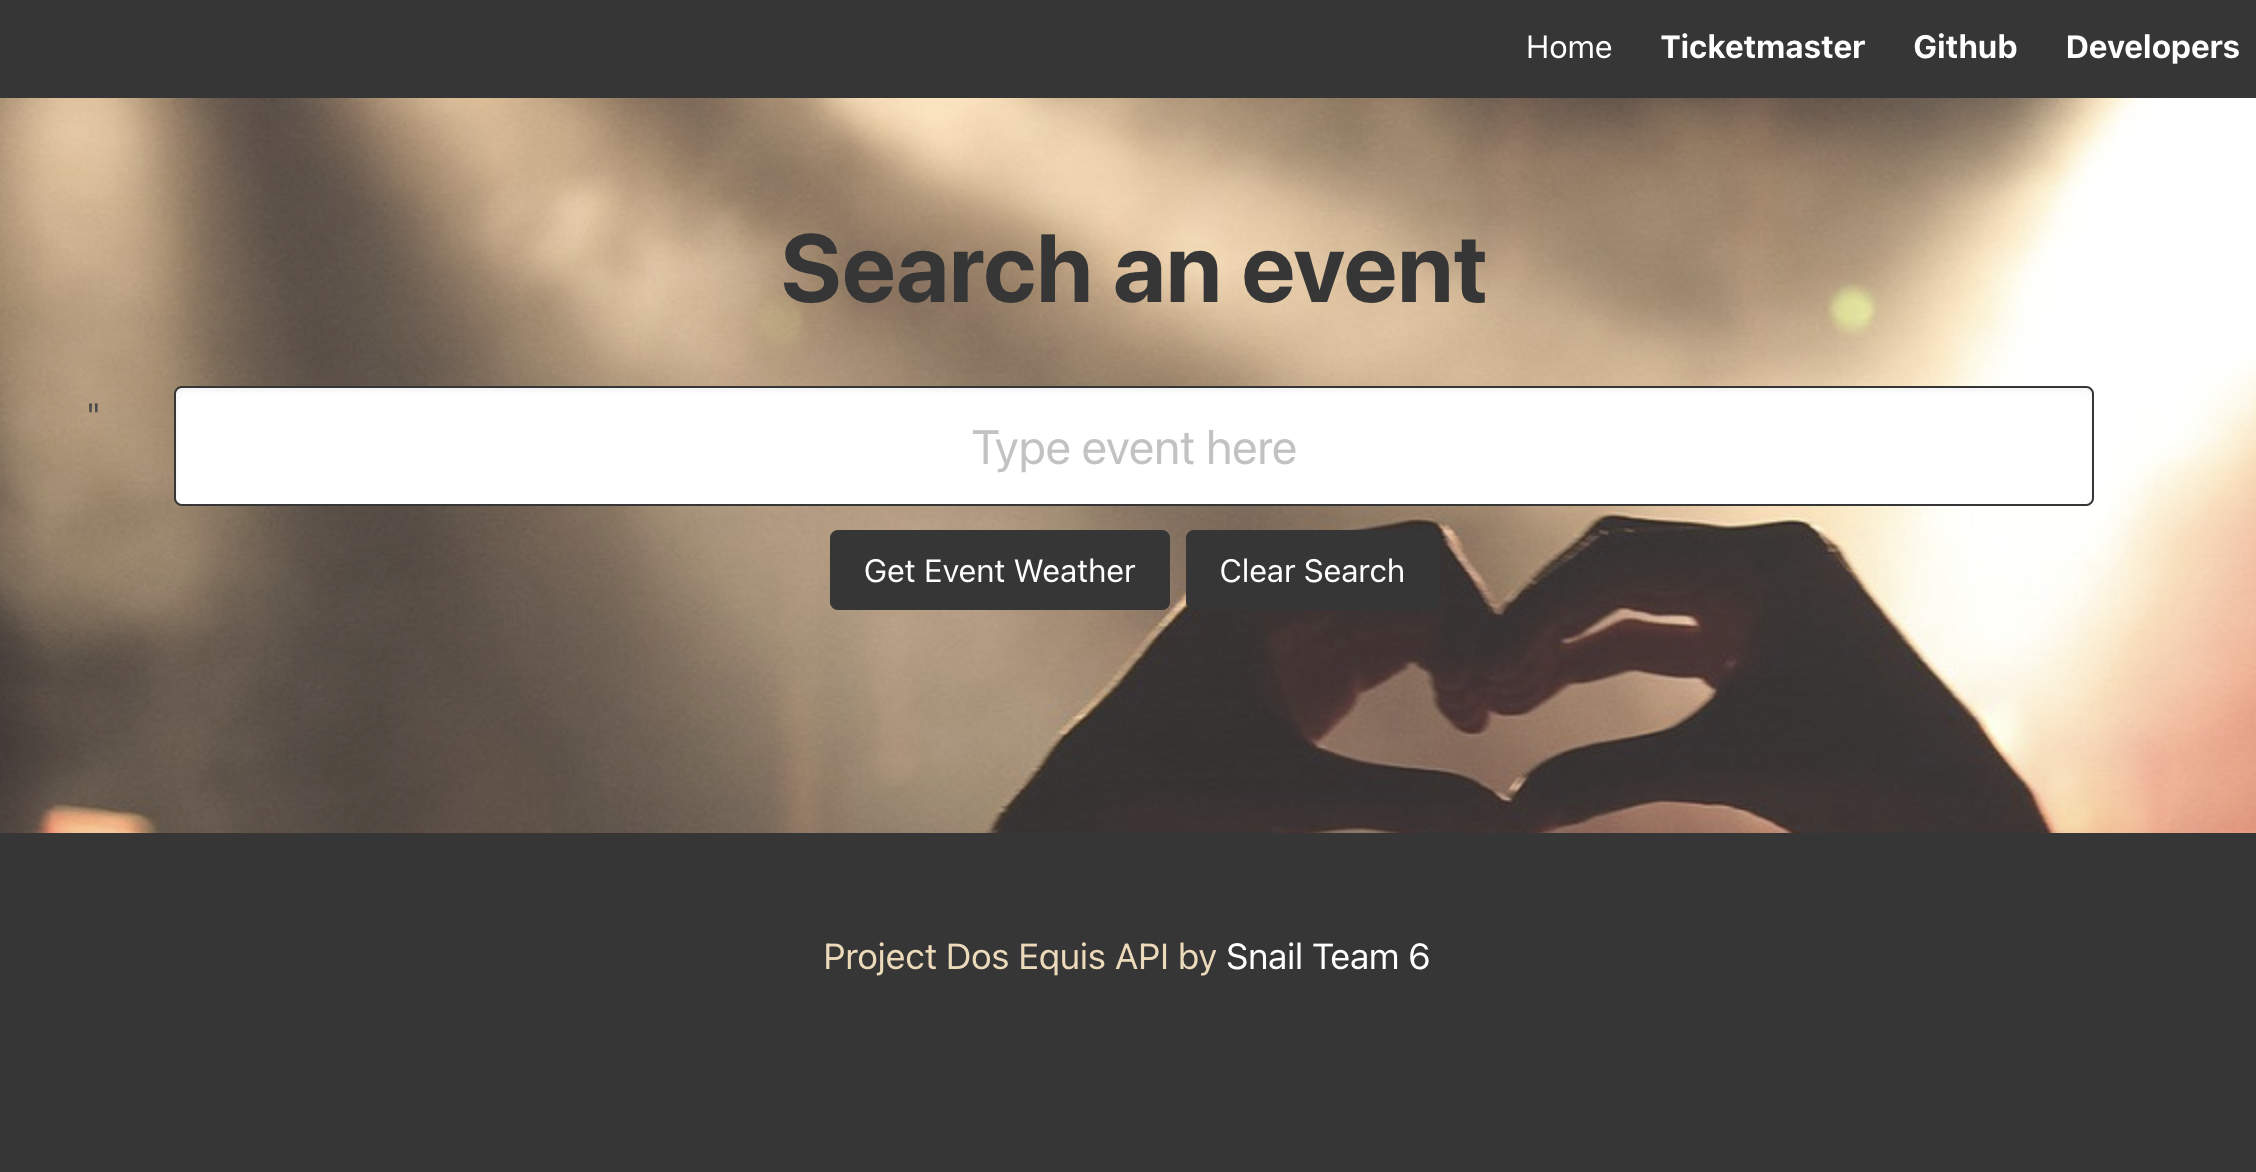 Home Ticketmaster Github Developers
Search an event
"
Type event here
Get Event Weather Clear Search
Project Dos Equis API by Snail Team 6